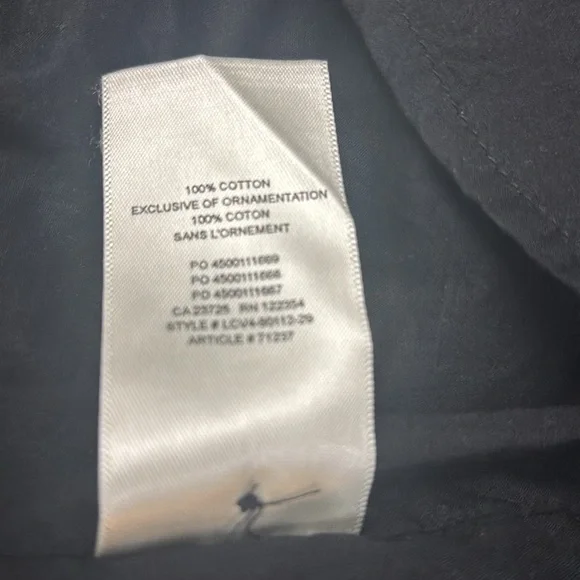 100% COTTON
EXCLUSIVE OF ORNAMENTATION
100% COTON
SANS L'ORNEMENT
PO 4500111669
PO 4500111668
PO 4500111667
CA 23725 RN 122354
STYLE # LCV4-60113-29
ARTICLE # 71237